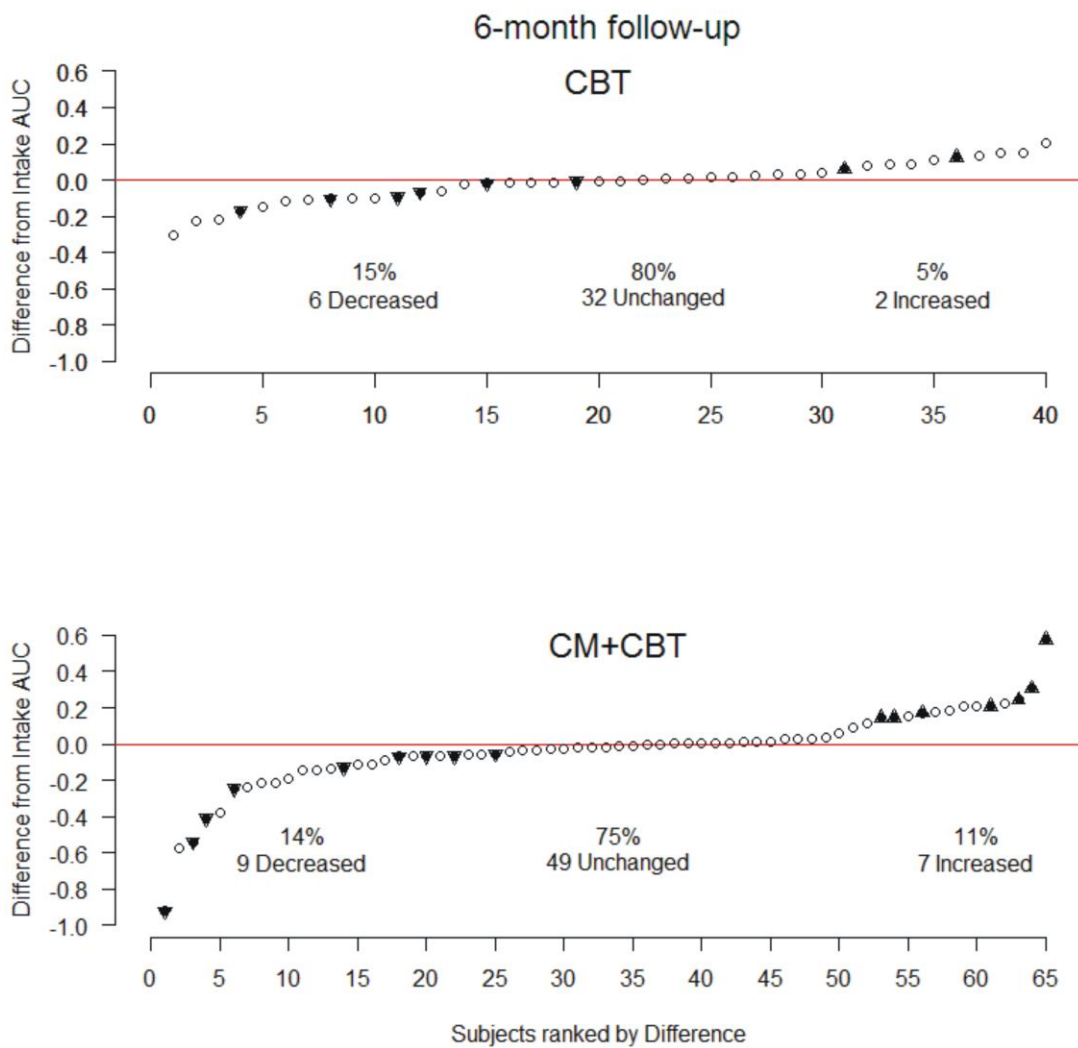 6-month follow-up
CBT
Difference from Intake AUC
0.6
0.4
0.2
0.0
-0.2
-0.4
-0.6
-0.8
-1.0
15%
6 Decreased
80%
32 Unchanged
5%
2 Increased
0 5 10 15 20 25 30 35 40
CM+CBT
Difference from Intake AUC
0.6
0.4
0.2
0.0
-0.2
-0.4
-0.6
-0.8
-1.0
14%
9 Decreased
75%
49 Unchanged
11%
7 Increased
0 5 10 15 20 25 30 35 40 45 50 55 60 65
Subjects ranked by Difference